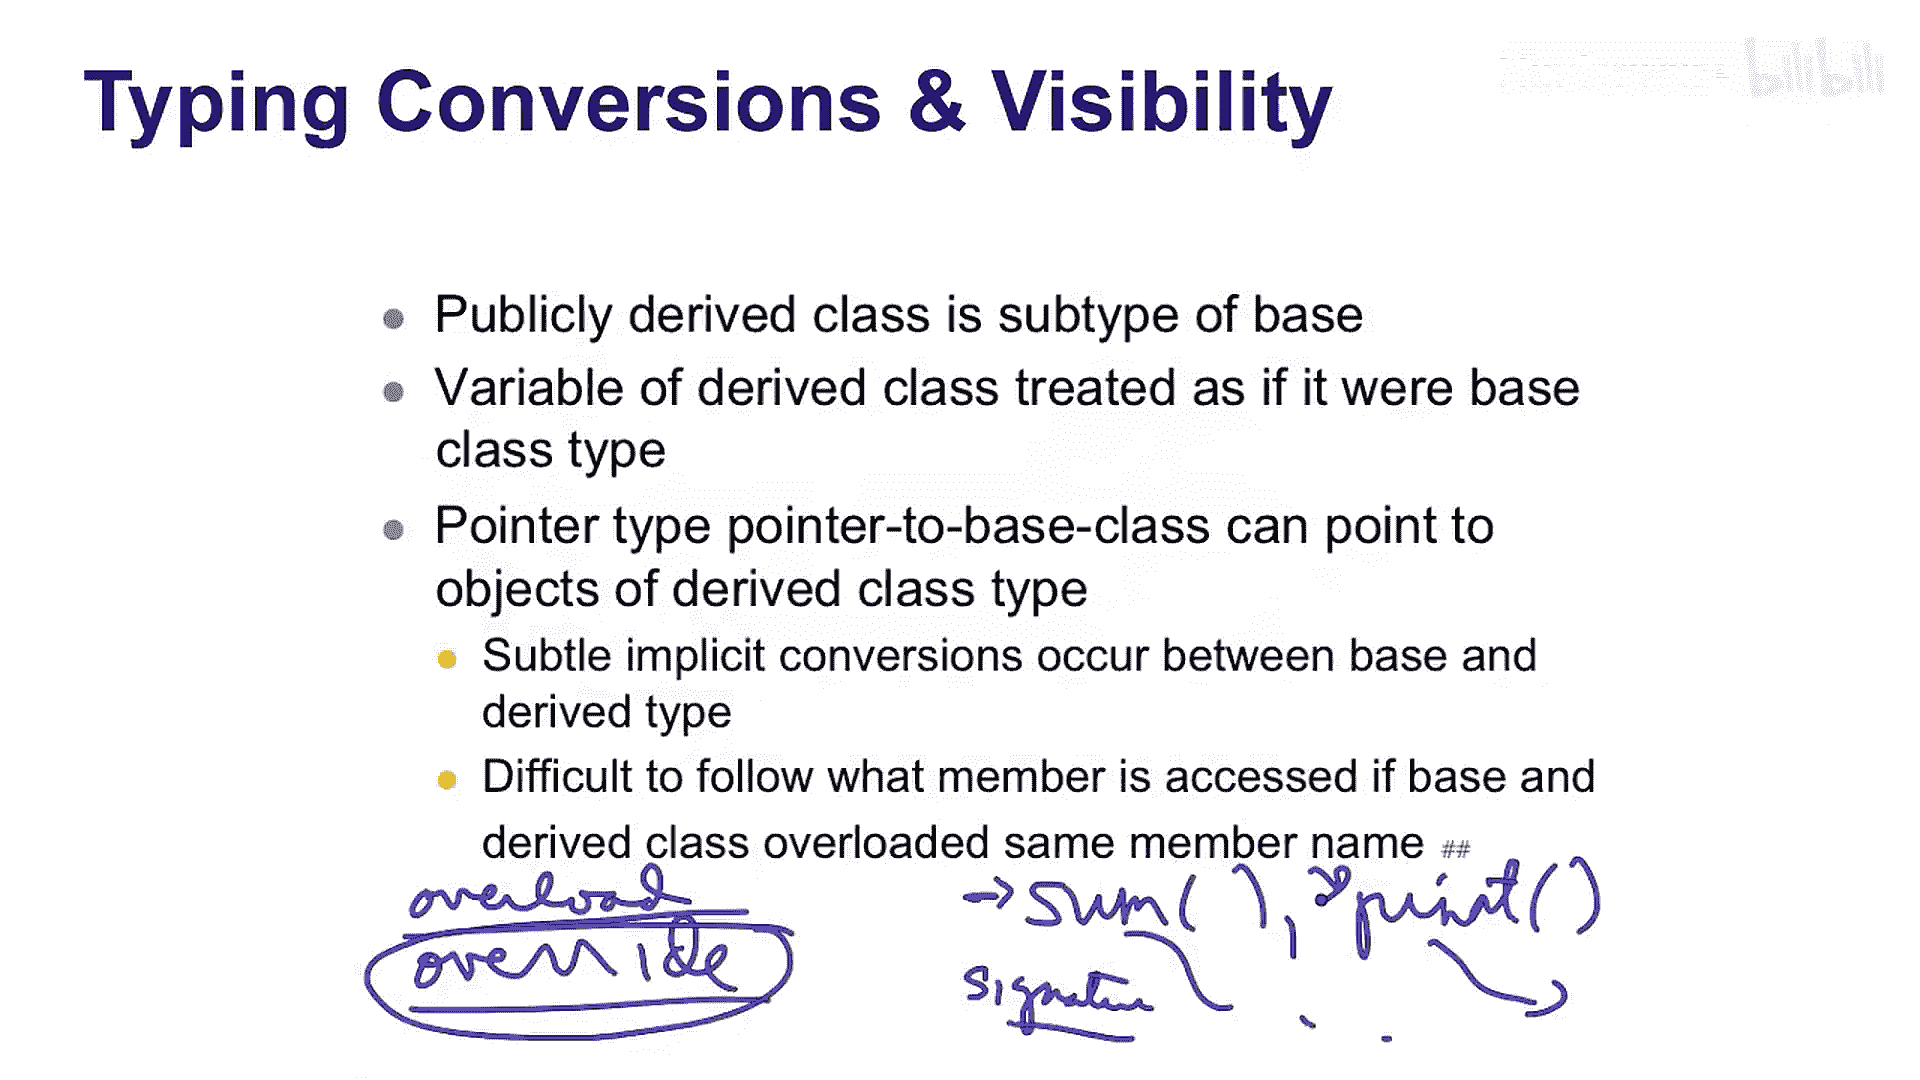 bilibili
Typing Conversions & Visibility
Publicly derived class is subtype of base
Variable of derived class treated as if it were base
class type
Pointer type pointer-to-base-class can point to
objects of derived class type
Subtle implicit conversions occur between base and
derived type
Difficult to follow what member is accessed if base and
derived class overloaded same member name ##
overload
override
→sum( ), print()
signature